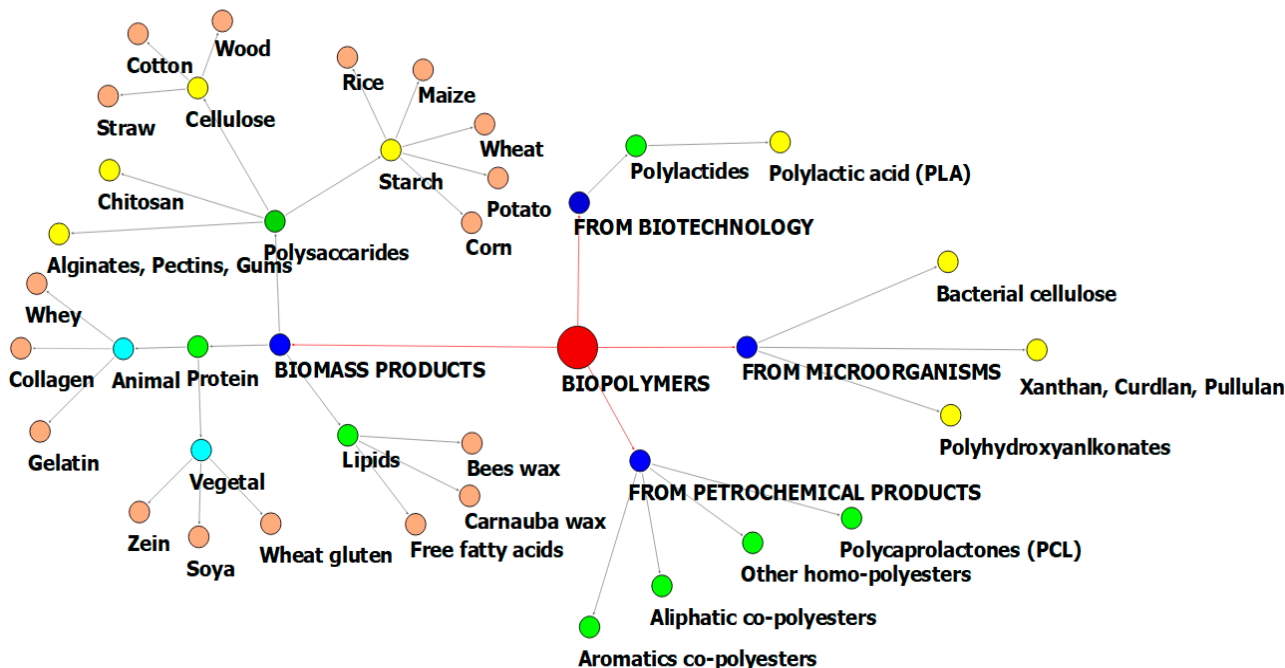 Wood
Cotton
Rice
Maize
Straw
Cellulose
Wheat
Polylactides
Polylactic acid (PLA)
Starch
Chitosan
Potato
FROM BIOTECHNOLOGY
Corn
Polysaccarides
Alginates, Pectins, Gums
Bacterial cellulose
Whey
BIOMASS PRODUCTS
FROM MICROORGANISMS
Collagen
Animal
Protein
BIOPOLYMERS
Xanthan, Curdlan, Pullulan
Polyhydroxyanlkonates
Gelatin
Lipids
Bees wax
Vegetal
FROM PETROCHEMICAL PRODUCTS
Carnauba wax
Zein
Wheat gluten
Free fatty acids
Polycaprolactones (PCL)
Soya
Other homo-polyesters
Aliphatic co-polyesters
Aromatics co-polyesters